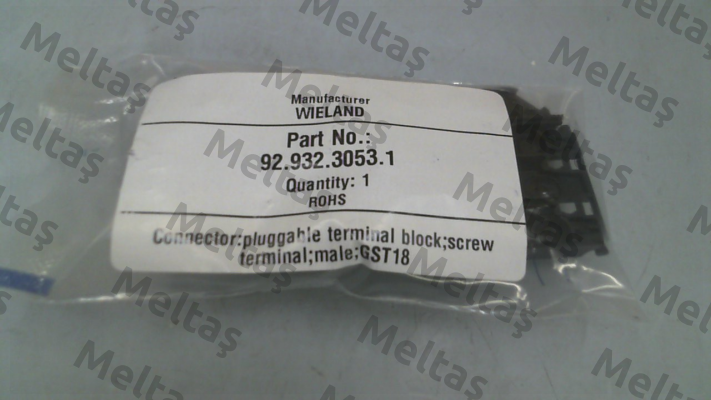 Manufacturer
WIELAND
Part No.:
92.932.3053.1
Quantity: 1
ROHS
Connector:pluggable terminal block;screw
terminal;male;GST18
Meltaş